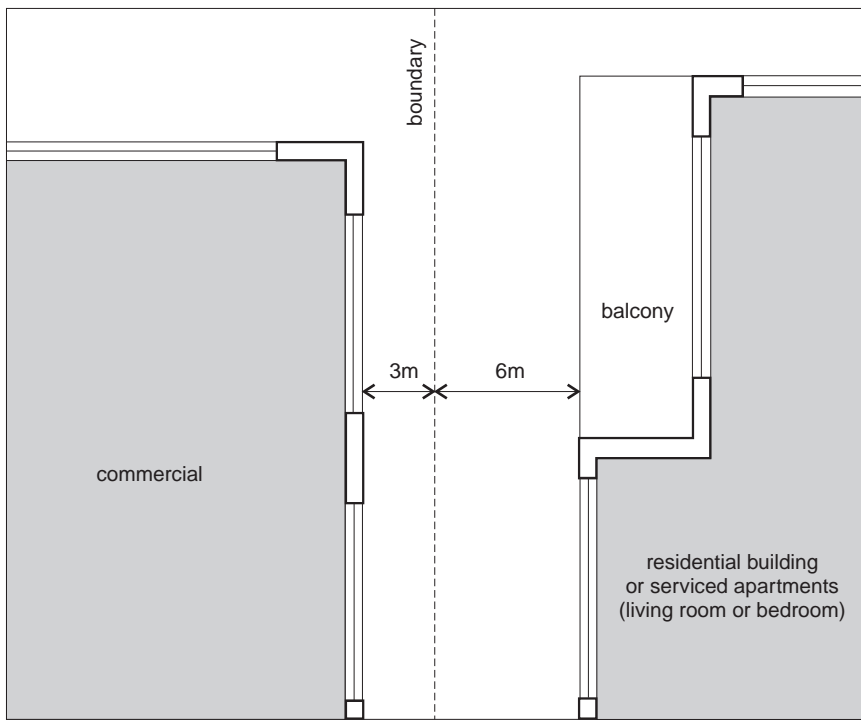 boundary
balcony
3m
6m
commercial
residential building
or serviced apartments
(living room or bedroom)